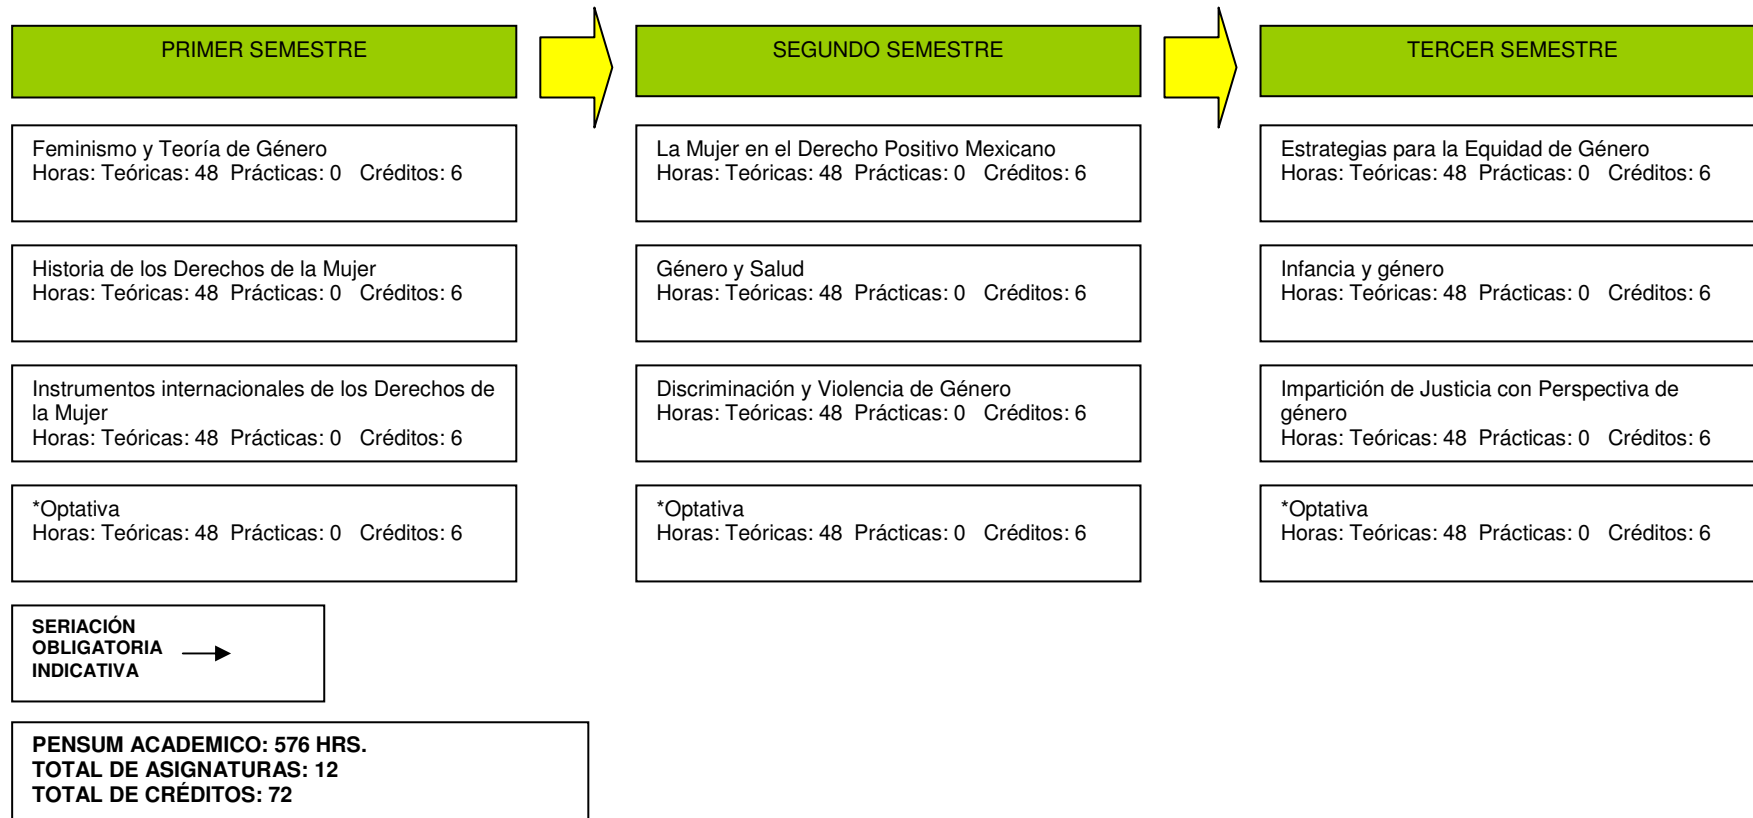 PRIMER SEMESTRE
SEGUNDO SEMESTRE
TERCER SEMESTRE
Feminismo y Teoría de Género
Horas: Teóricas: 48 Prácticas: 0 Créditos: 6
La Mujer en el Derecho Positivo Mexicano
Horas: Teóricas: 48 Prácticas: 0 Créditos: 6
Estrategias para la Equidad de Género
Horas: Teóricas: 48 Prácticas: 0 Créditos: 6
Historia de los Derechos de la Mujer
Horas: Teóricas: 48 Prácticas: 0 Créditos: 6
Género y Salud
Horas: Teóricas: 48 Prácticas: 0 Créditos: 6
Infancia y género
Horas: Teóricas: 48 Prácticas: 0 Créditos: 6
Instrumentos internacionales de los Derechos de
la Mujer
Horas: Teóricas: 48 Prácticas: 0 Créditos: 6
Discriminación y Violencia de Género
Horas: Teóricas: 48 Prácticas: 0 Créditos: 6
Impartición de Justicia con Perspectiva de
género
Horas: Teóricas: 48 Prácticas: 0 Créditos: 6
*Optativa
Horas: Teóricas: 48 Prácticas: 0 Créditos: 6
*Optativa
Horas: Teóricas: 48 Prácticas: 0 Créditos: 6
*Optativa
Horas: Teóricas: 48 Prácticas: 0 Créditos: 6
SERIACIÓN
OBLIGATORIA
INDICATIVA
PENSUM ACADEMICO: 576 HRS.
TOTAL DE ASIGNATURAS: 12
TOTAL DE CRÉDITOS: 72